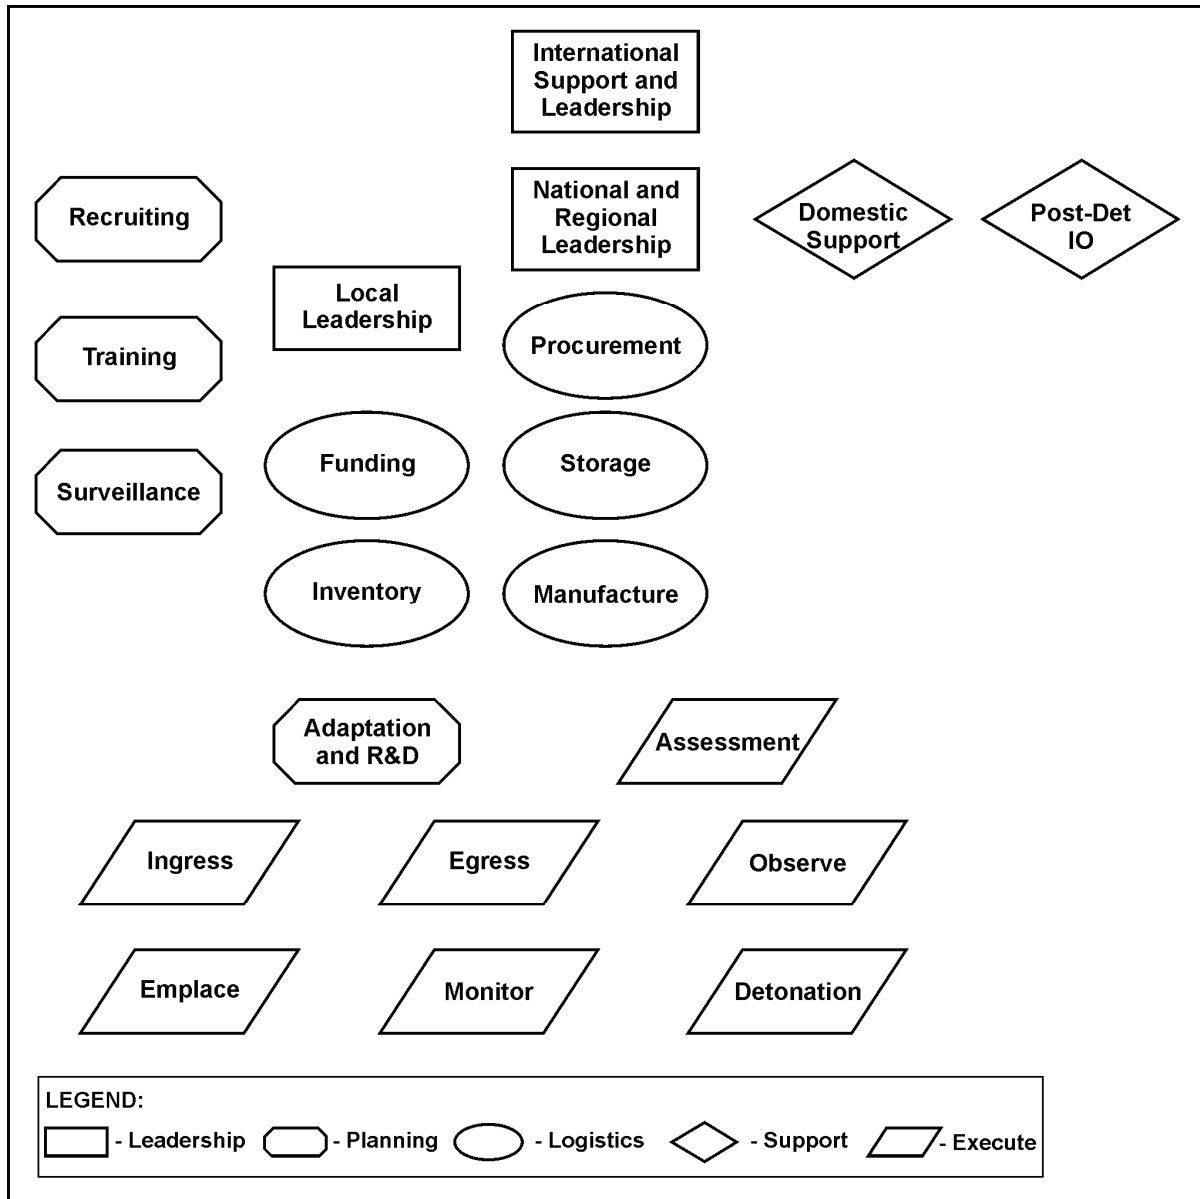 International
Support and
Leadership
National and
Regional
Leadership
Domestic
Support
Post-Det
IO
Recruiting
Local
Leadership
Procurement
Training
Funding
Storage
Surveillance
Inventory
Manufacture
Adaptation
and R&D
Assessment
Ingress
Egress
Observe
Emplace
Monitor
Detonation
LEGEND:
- Leadership
- Planning
- Logistics
- Support
- Execute